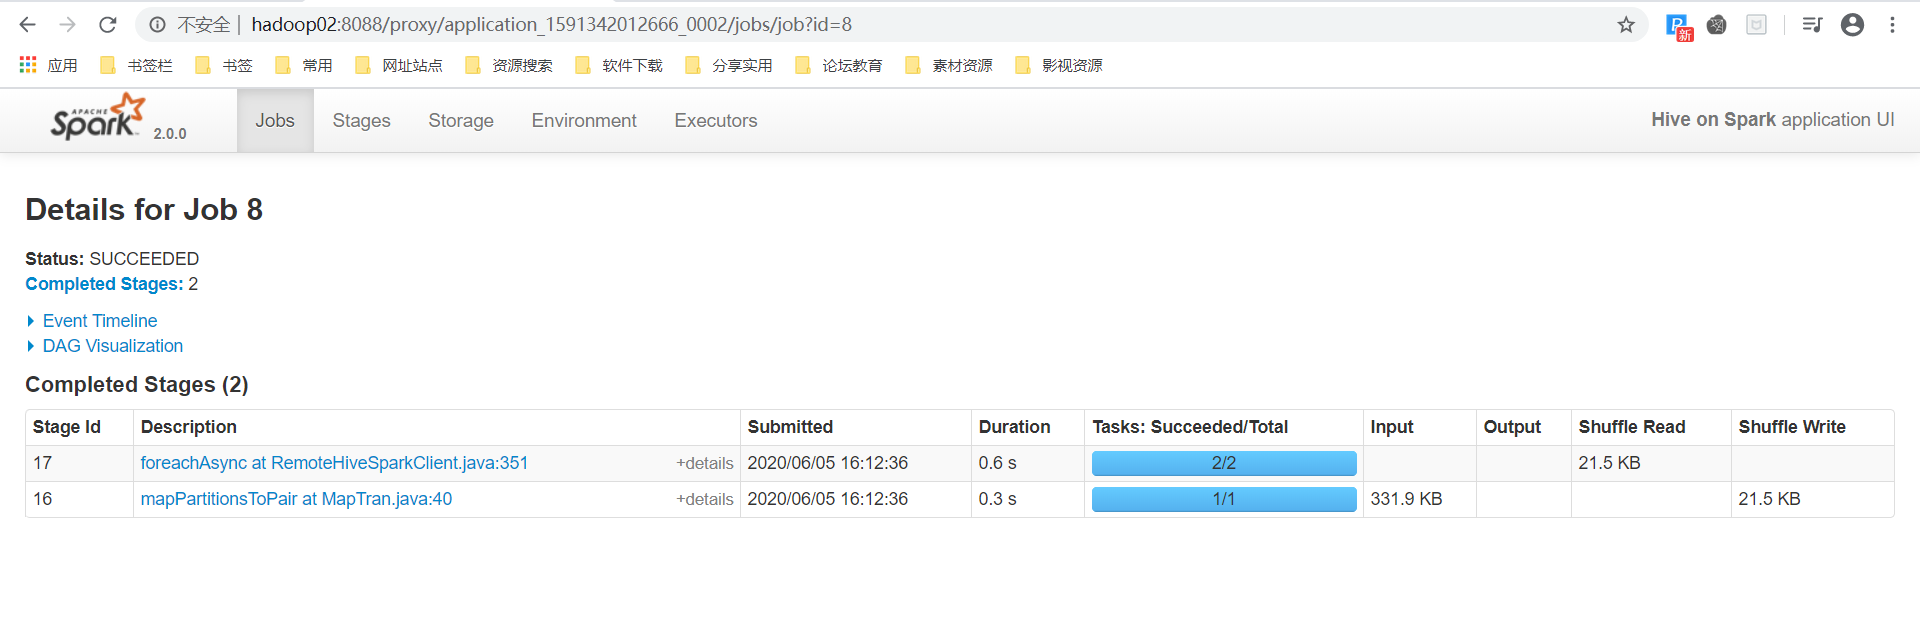 不安全 | hadoop02:8088/proxy/application_1591342012666_0002/jobs/job?id=8
新
应用 书签栏 书签 常用 网址站点 资源搜索 软件下载 分享实用 论坛教育 素材资源 影视资源
APACHE Spark 2.0.0 Jobs Stages Storage Environment Executors Hive on Spark application UI
Details for Job 8
Status: SUCCEEDED
Completed Stages: 2
Event Timeline
DAG Visualization
Completed Stages (2)
Stage Id Description Submitted Duration Tasks: Succeeded/Total Input Output Shuffle Read Shuffle Write
17 foreachAsync at RemoteHiveSparkClient.java:351 +details 2020/06/05 16:12:36 0.6 s 2/2 21.5 KB
16 mapPartitionsToPair at MapTran.java:40 +details 2020/06/05 16:12:36 0.3 s 1/1 331.9 KB 21.5 KB